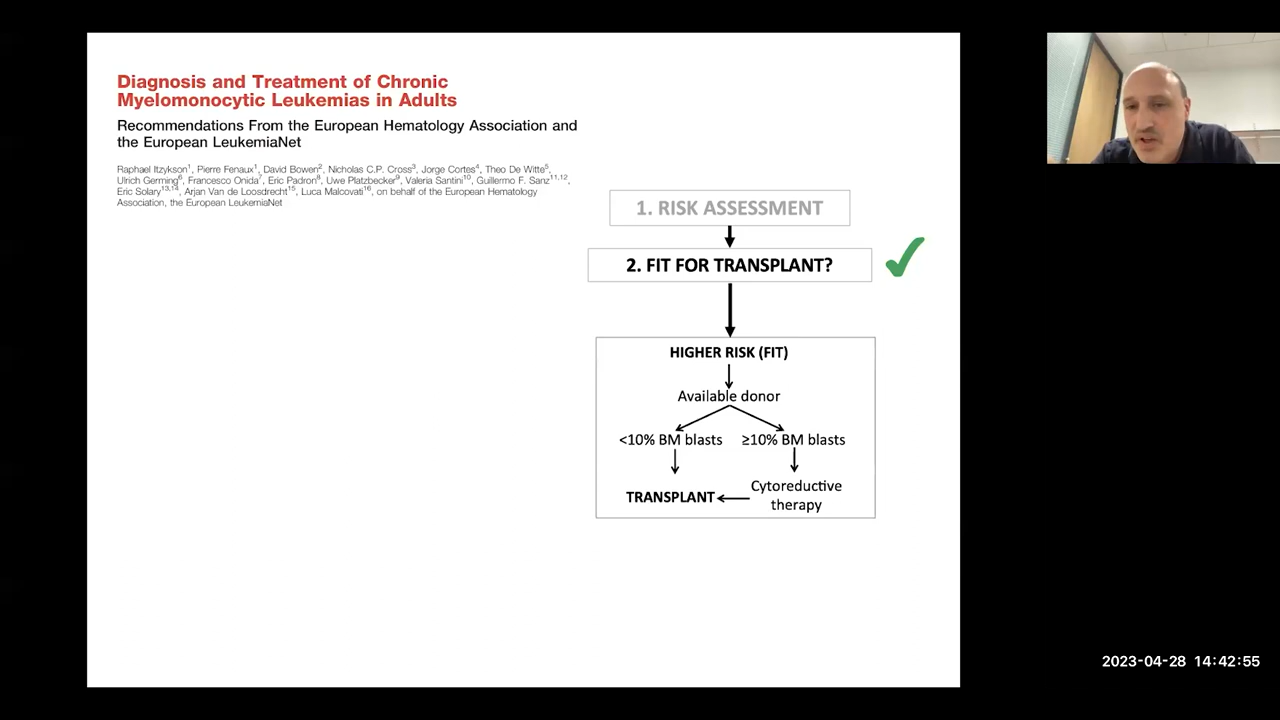 Diagnosis and Treatment of Chronic
Myelomonocytic Leukemias in Adults
Recommendations From the European Hematology Association and
the European LeukemiaNet
Raphael Itzykson1, Pierre Fenaux1, David Bowen2, Nicholas C.P. Cross3, Jorge Cortes4, Theo De Witte5,
Ulrich Germing6, Francesco Onida7, Eric Padron8, Uwe Platzbecker9, Valeria Santini10, Guillermo F. Sanz11,12,
Eric Solary13,14, Arjan Van de Loosdrecht15, Luca Malcovati16, on behalf of the European Hematology
Association, the European LeukemiaNet
1. RISK ASSESSMENT
2. FIT FOR TRANSPLANT?
HIGHER RISK (FIT)
Available donor
<10% BM blasts ≥10% BM blasts
TRANSPLANT
Cytoreductive
therapy
2023-04-28 14:42:55